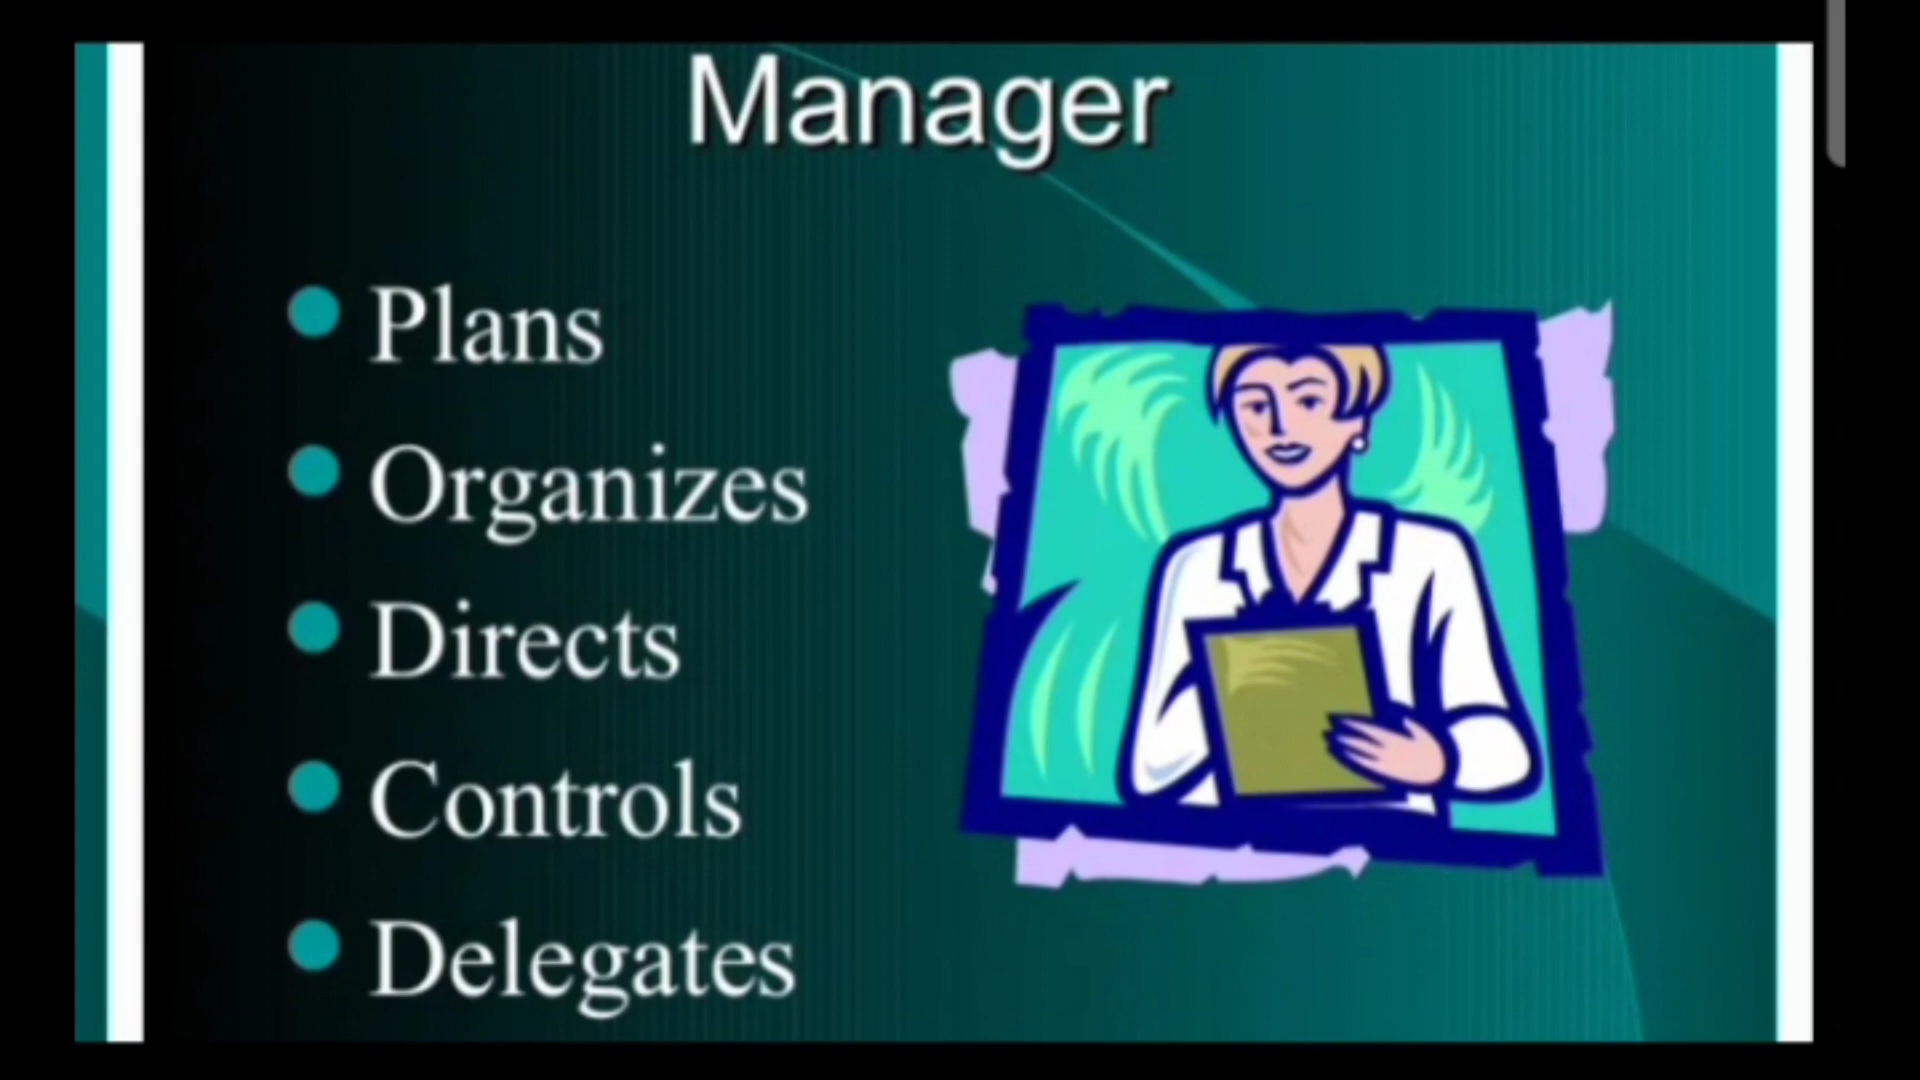 Manager
Plans
Organizes
Directs
Controls
Delegates